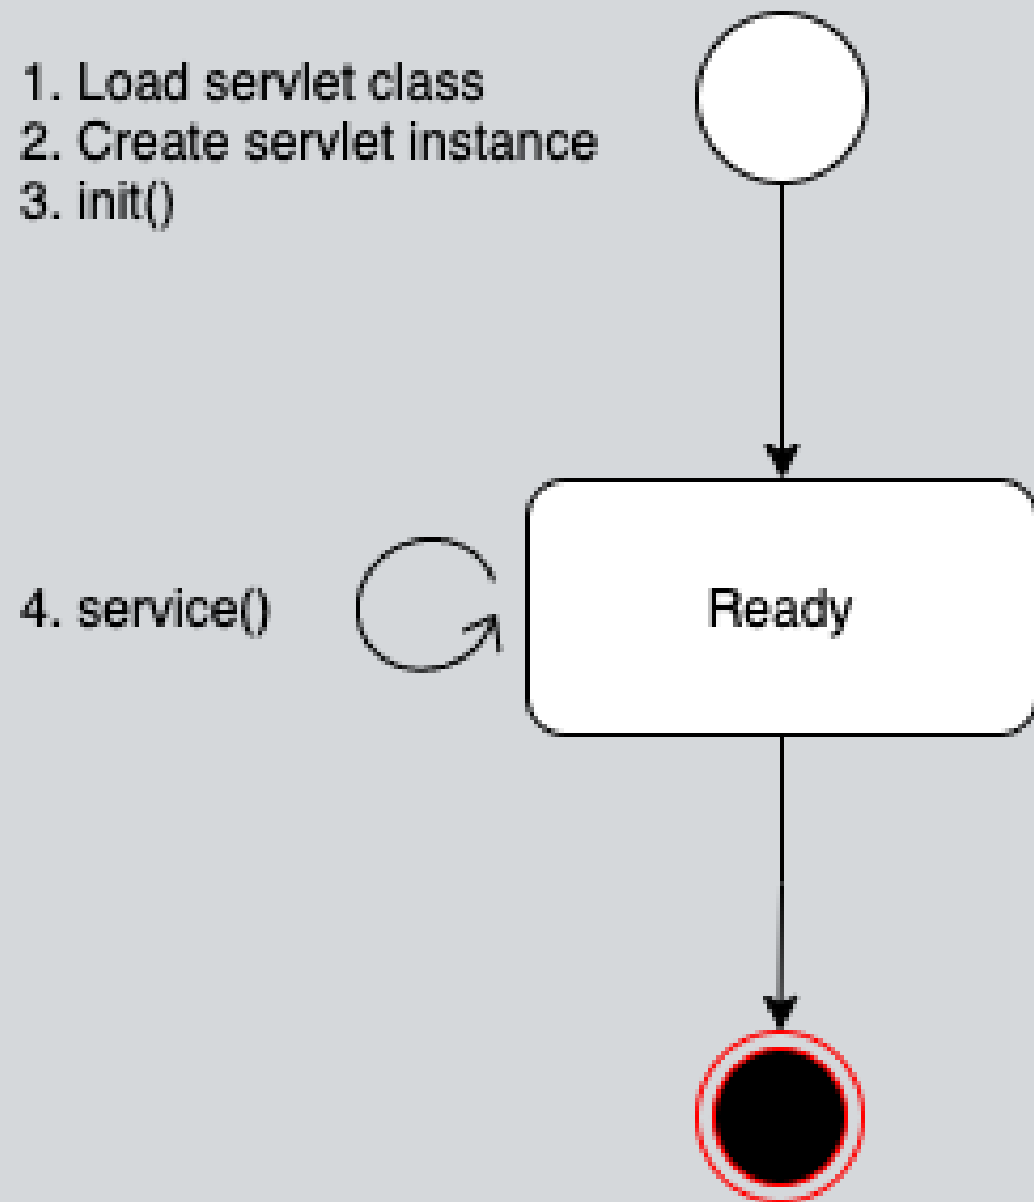 1. Load servlet class
2. Create servlet instance
3. init()
4. service()
Ready